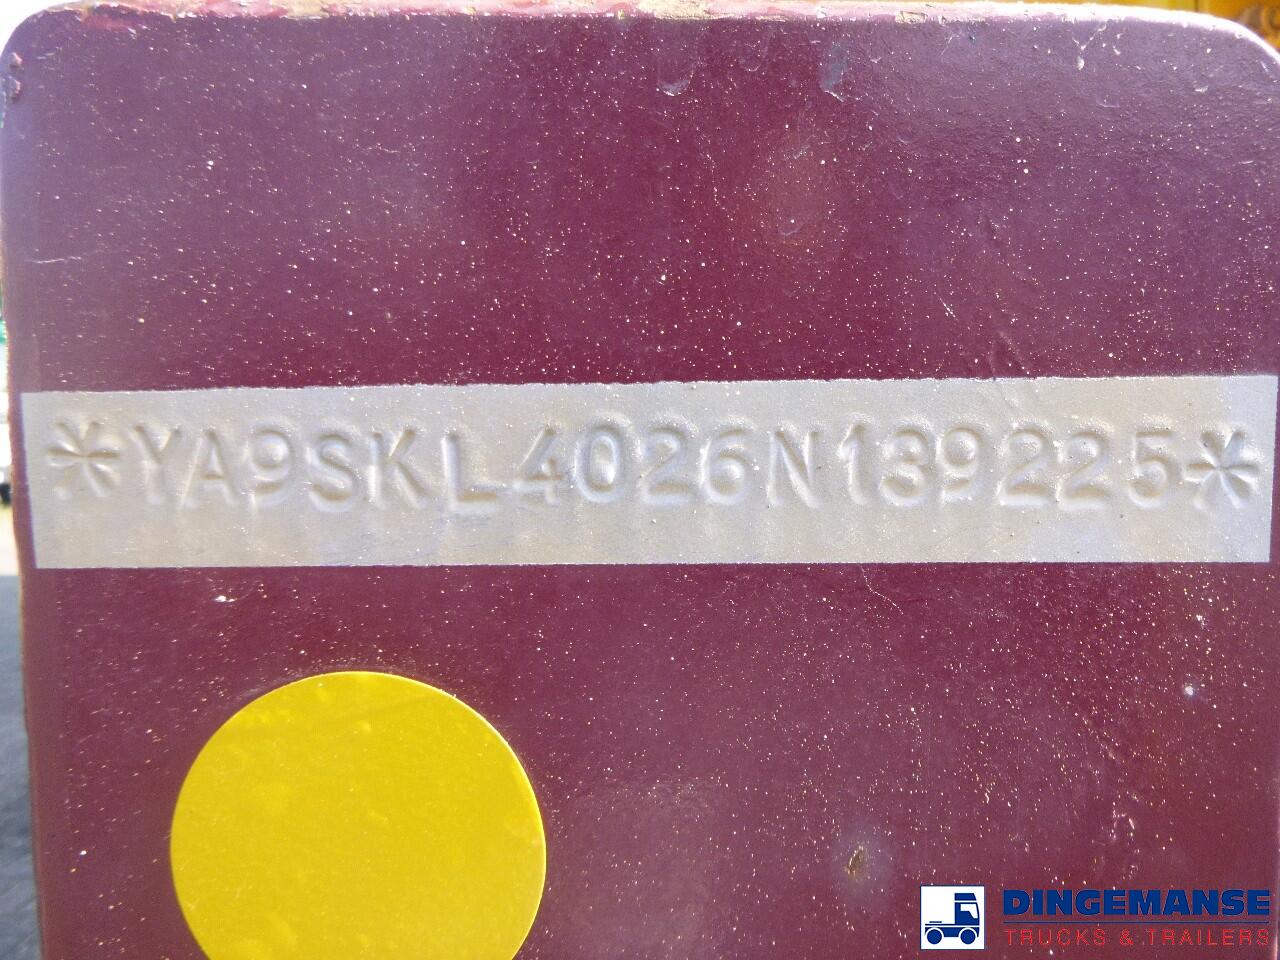 *YA9SKL4026N139225*
DINGEMANSE
TRUCKS & TRAILERS